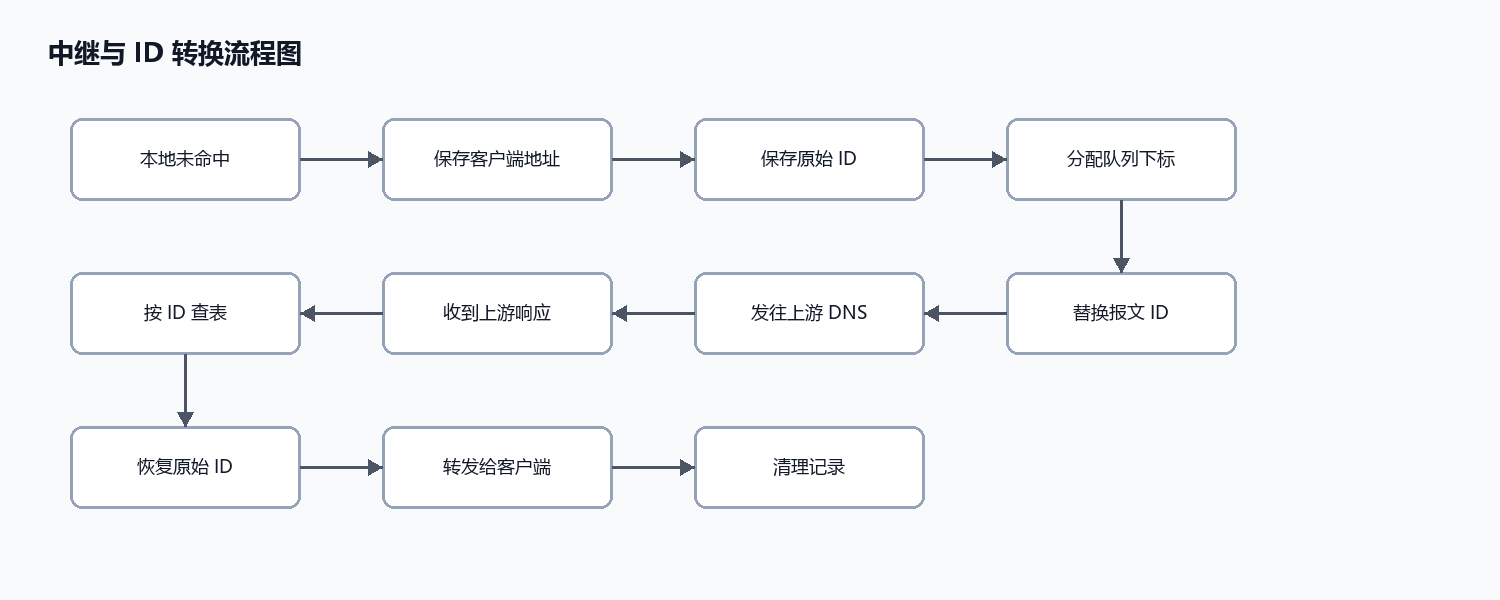 中继与 ID 转换流程图
本地未命中
保存客户端地址
保存原始 ID
分配队列下标
替换报文 ID
发往上游 DNS
收到上游响应
按 ID 查表
恢复原始 ID
转发给客户端
清理记录